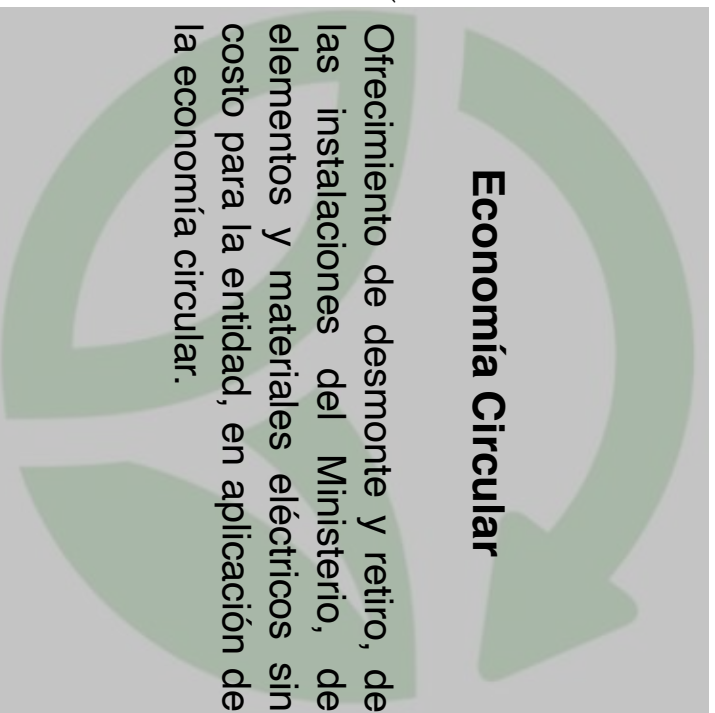 Economía Circular
Ofrecimiento de desmonte y retiro, de
las instalaciones del Ministerio, de
elementos y materiales eléctricos sin
costo para la entidad, en aplicación de
la economía circular.